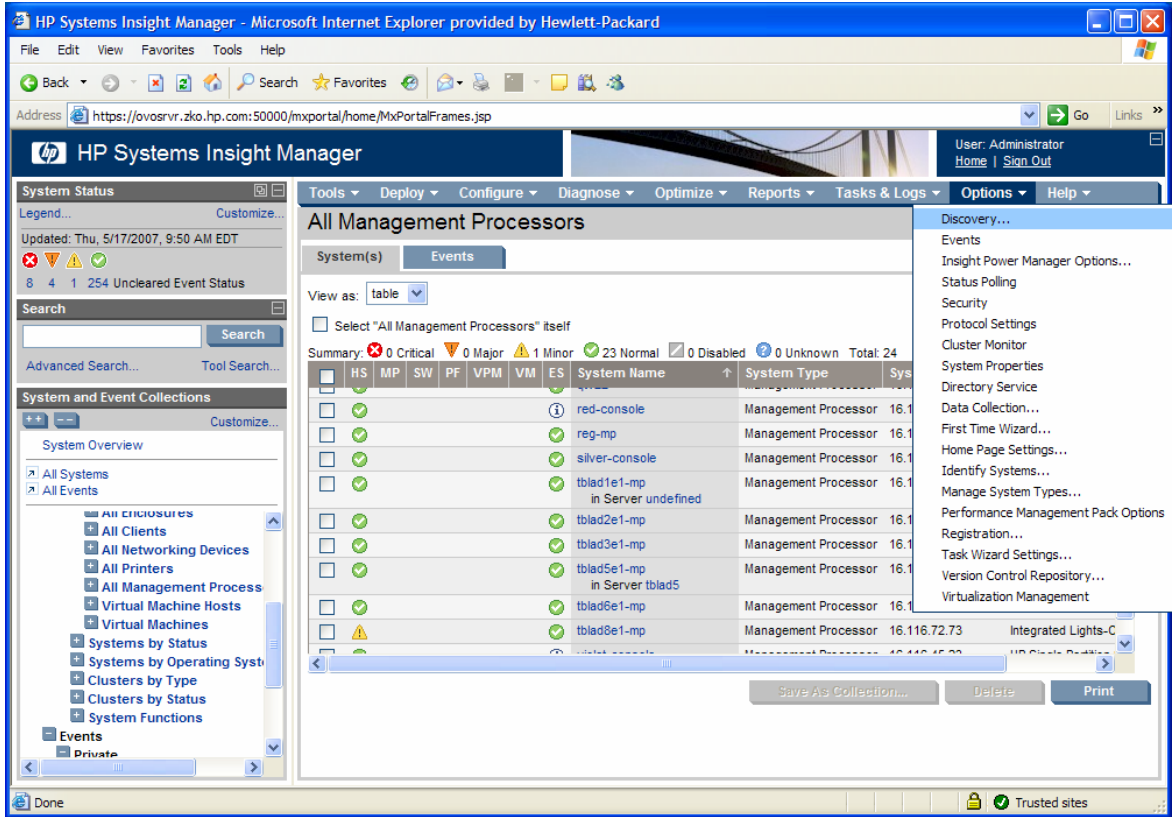 HP Systems Insight Manager - Microsoft Internet Explorer provided by Hewlett-Packard
File Edit View Favorites Tools Help
Back Search Favorites
Address https://ovosrvr.zko.hp.com:50000/mxportal/home/MxPortalFrames.jsp Go Links »
hp HP Systems Insight Manager
User: Administrator
Home | Sign Out
System Status
Legend... Customize...
Updated: Thu, 5/17/2007, 9:50 AM EDT
8 4 1 254 Uncleared Event Status
Search
Search
Advanced Search... Tool Search...
System and Event Collections
++ -- Customize...
System Overview
All Systems
All Events
All Enclosures
All Clients
All Networking Devices
All Printers
All Management Process
Virtual Machine Hosts
Virtual Machines
Systems by Status
Systems by Operating Syst
Clusters by Type
Clusters by Status
System Functions
Events
Private
Tools Deploy Configure Diagnose Optimize Reports Tasks & Logs Options Help
All Management Processors
System(s) Events
View as: table
Select "All Management Processors" itself
Summary: 0 Critical 0 Major 1 Minor 23 Normal 0 Disabled 0 Unknown Total: 24
HS MP SW PF VPM VM ES System Name System Type Sys
red-console Management Processor 16.1
reg-mp Management Processor 16.1
silver-console Management Processor 16.1
tblad1e1-mp Management Processor 16.1
in Server undefined
tblad2e1-mp Management Processor 16.1
tblad3e1-mp Management Processor 16.1
tblad5e1-mp Management Processor 16.1
in Server tblad5
tblad6e1-mp Management Processor 16.1
tblad8e1-mp Management Processor 16.116.72.73 Integrated Lights-O
Save As Collection... Delete Print
Discovery...
Events
Insight Power Manager Options...
Status Polling
Security
Protocol Settings
Cluster Monitor
System Properties
Directory Service
Data Collection...
First Time Wizard...
Home Page Settings...
Identify Systems...
Manage System Types...
Performance Management Pack Options
Registration...
Task Wizard Settings...
Version Control Repository...
Virtualization Management
Done Trusted sites